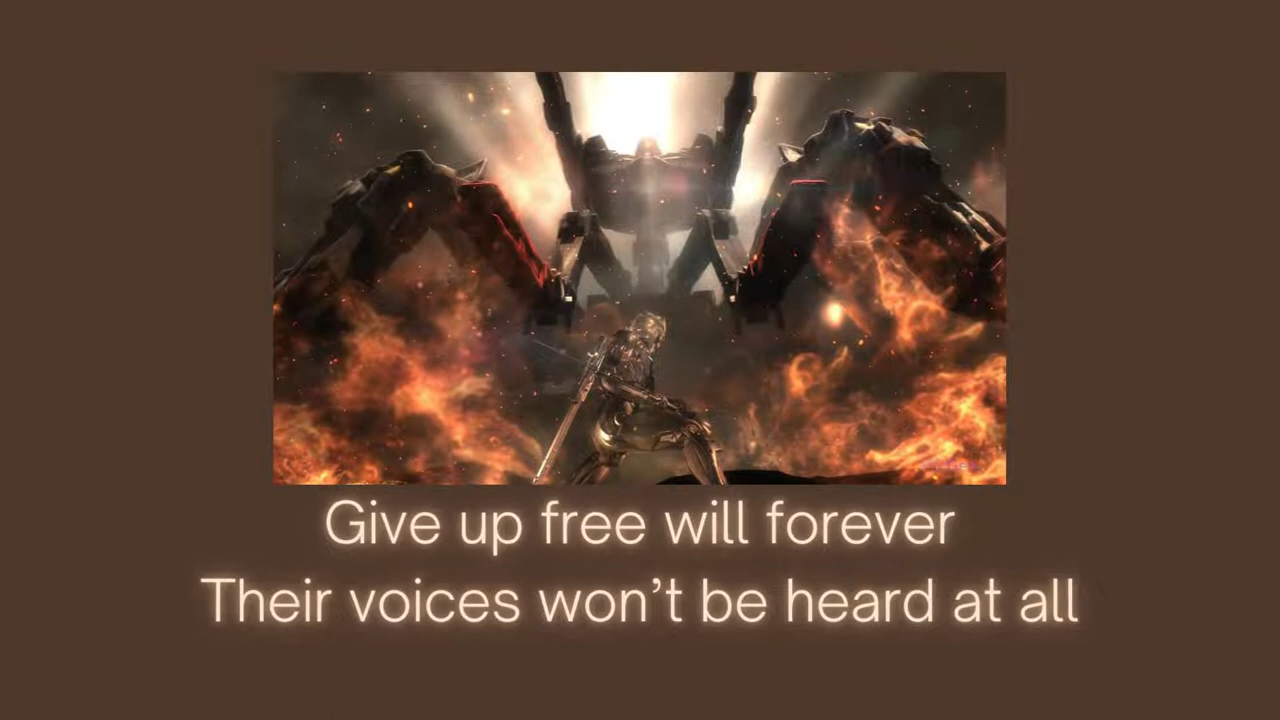 Give up free will forever
Their voices won’t be heard at all